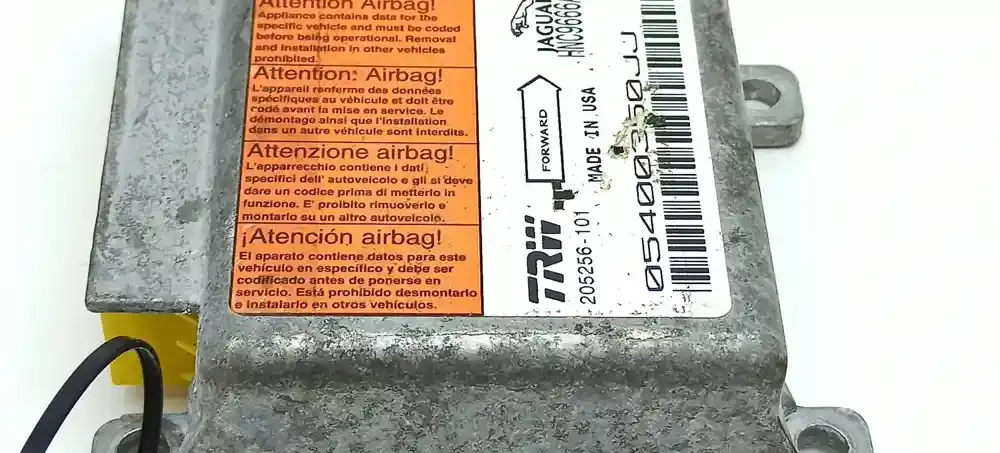 Attention Airbag!
Appliance contains data for the
specific vehicle and must be coded
before being operational. Removal
and installation in other vehicles
prohibited.
Attention: Airbag!
L'appareil renferme des données
spécifiques au véhicule et doit être
codé avant la mise en service. Le
démontage ainsi que l'installation
dans un autre véhicule sont interdits.
Attenzione airbag!
L'apparrecchio contiene i dati
specifici dell' autoveicolo e gli si deve
dare un codice prima di metterlo in
funzione. E' proibito rimuoverlo e
montarlo su un altro autoveicolo.
¡Atención airbag!
El aparato contiene datos para este
vehículo en específico y debe ser
codificado antes de ponerse en
servicio. Está prohibido desmontarlo
e instalarlo en otros vehículos.
TRW
205256-101
FORWARD
MADE IN USA
JAGUAR
HNC9666A
05400350JJ